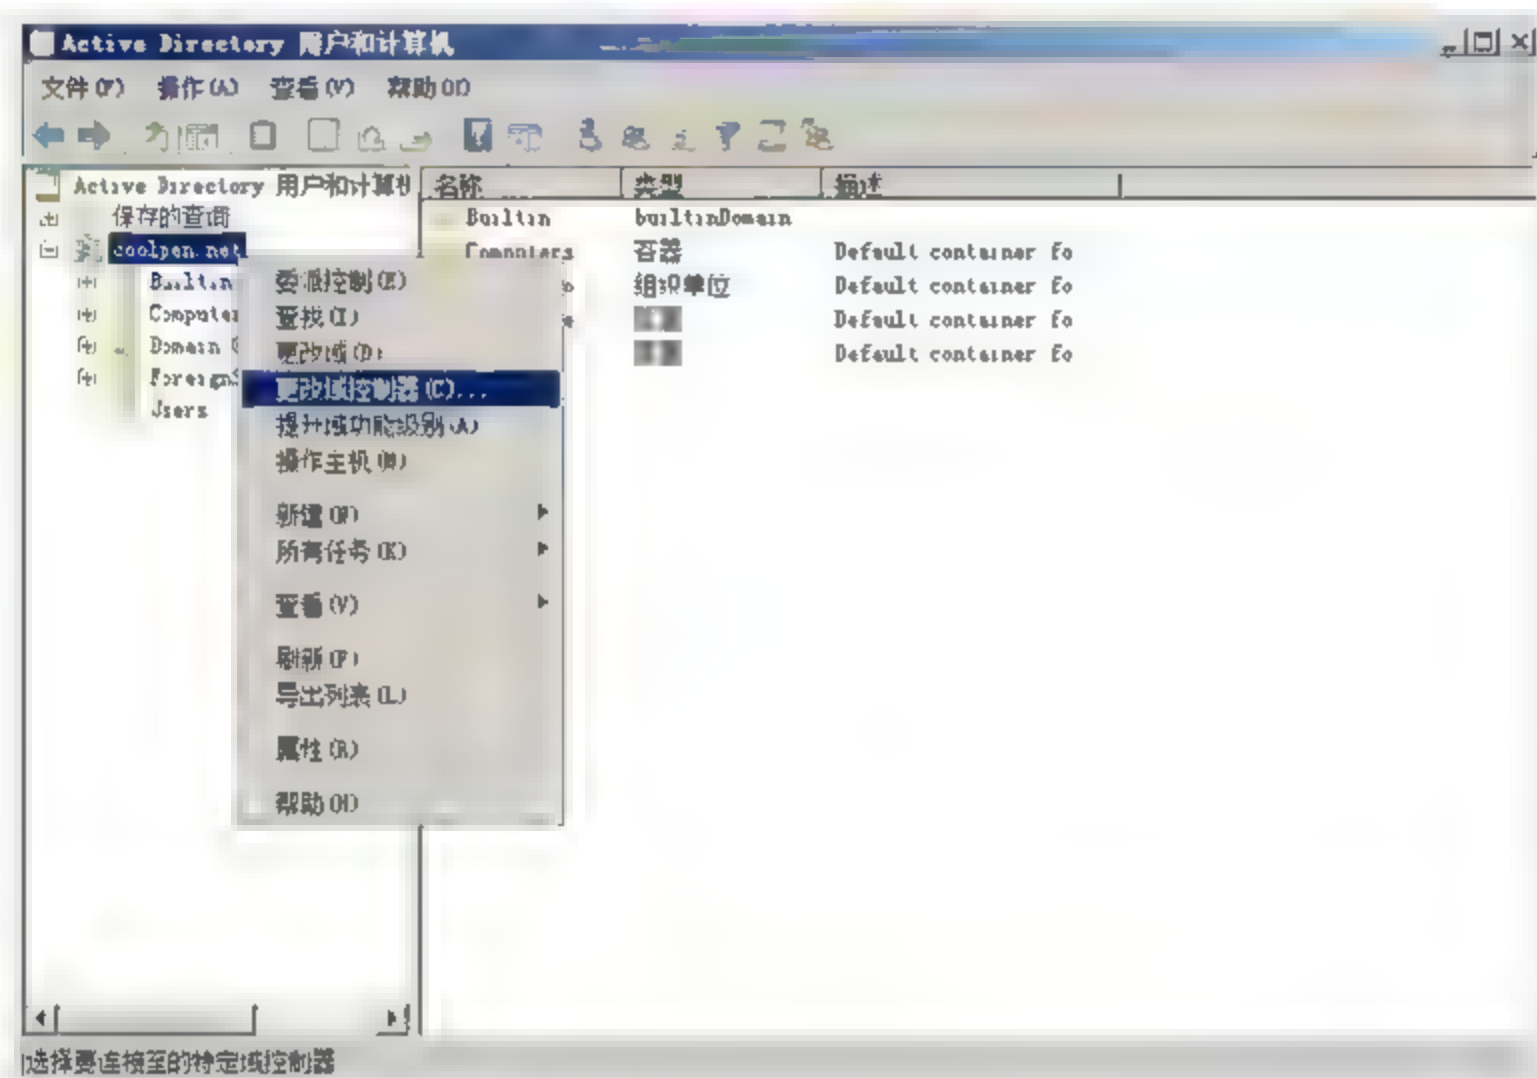 Active Directory 用户和计算机
文件(F) 操作(A) 查看(V) 帮助(H)
Active Directory 用户和计算机 名称 类型 描述
保存的查询 Builtin builtinDomain
coolpen.net Computers 容器 Default container fo
Builtin 委派控制(E) 组织单位 Default container fo
Computer 查找(I) Default container fo
Domain 更改域(D) Default container fo
ForeignS 更改域控制器(C)...
Users 提升域功能级别(A)
操作主机(M)
新建(N)
所有任务(K)
查看(V)
刷新(F)
导出列表(L)
属性(R)
帮助(H)
选择要连接至的特定域控制器